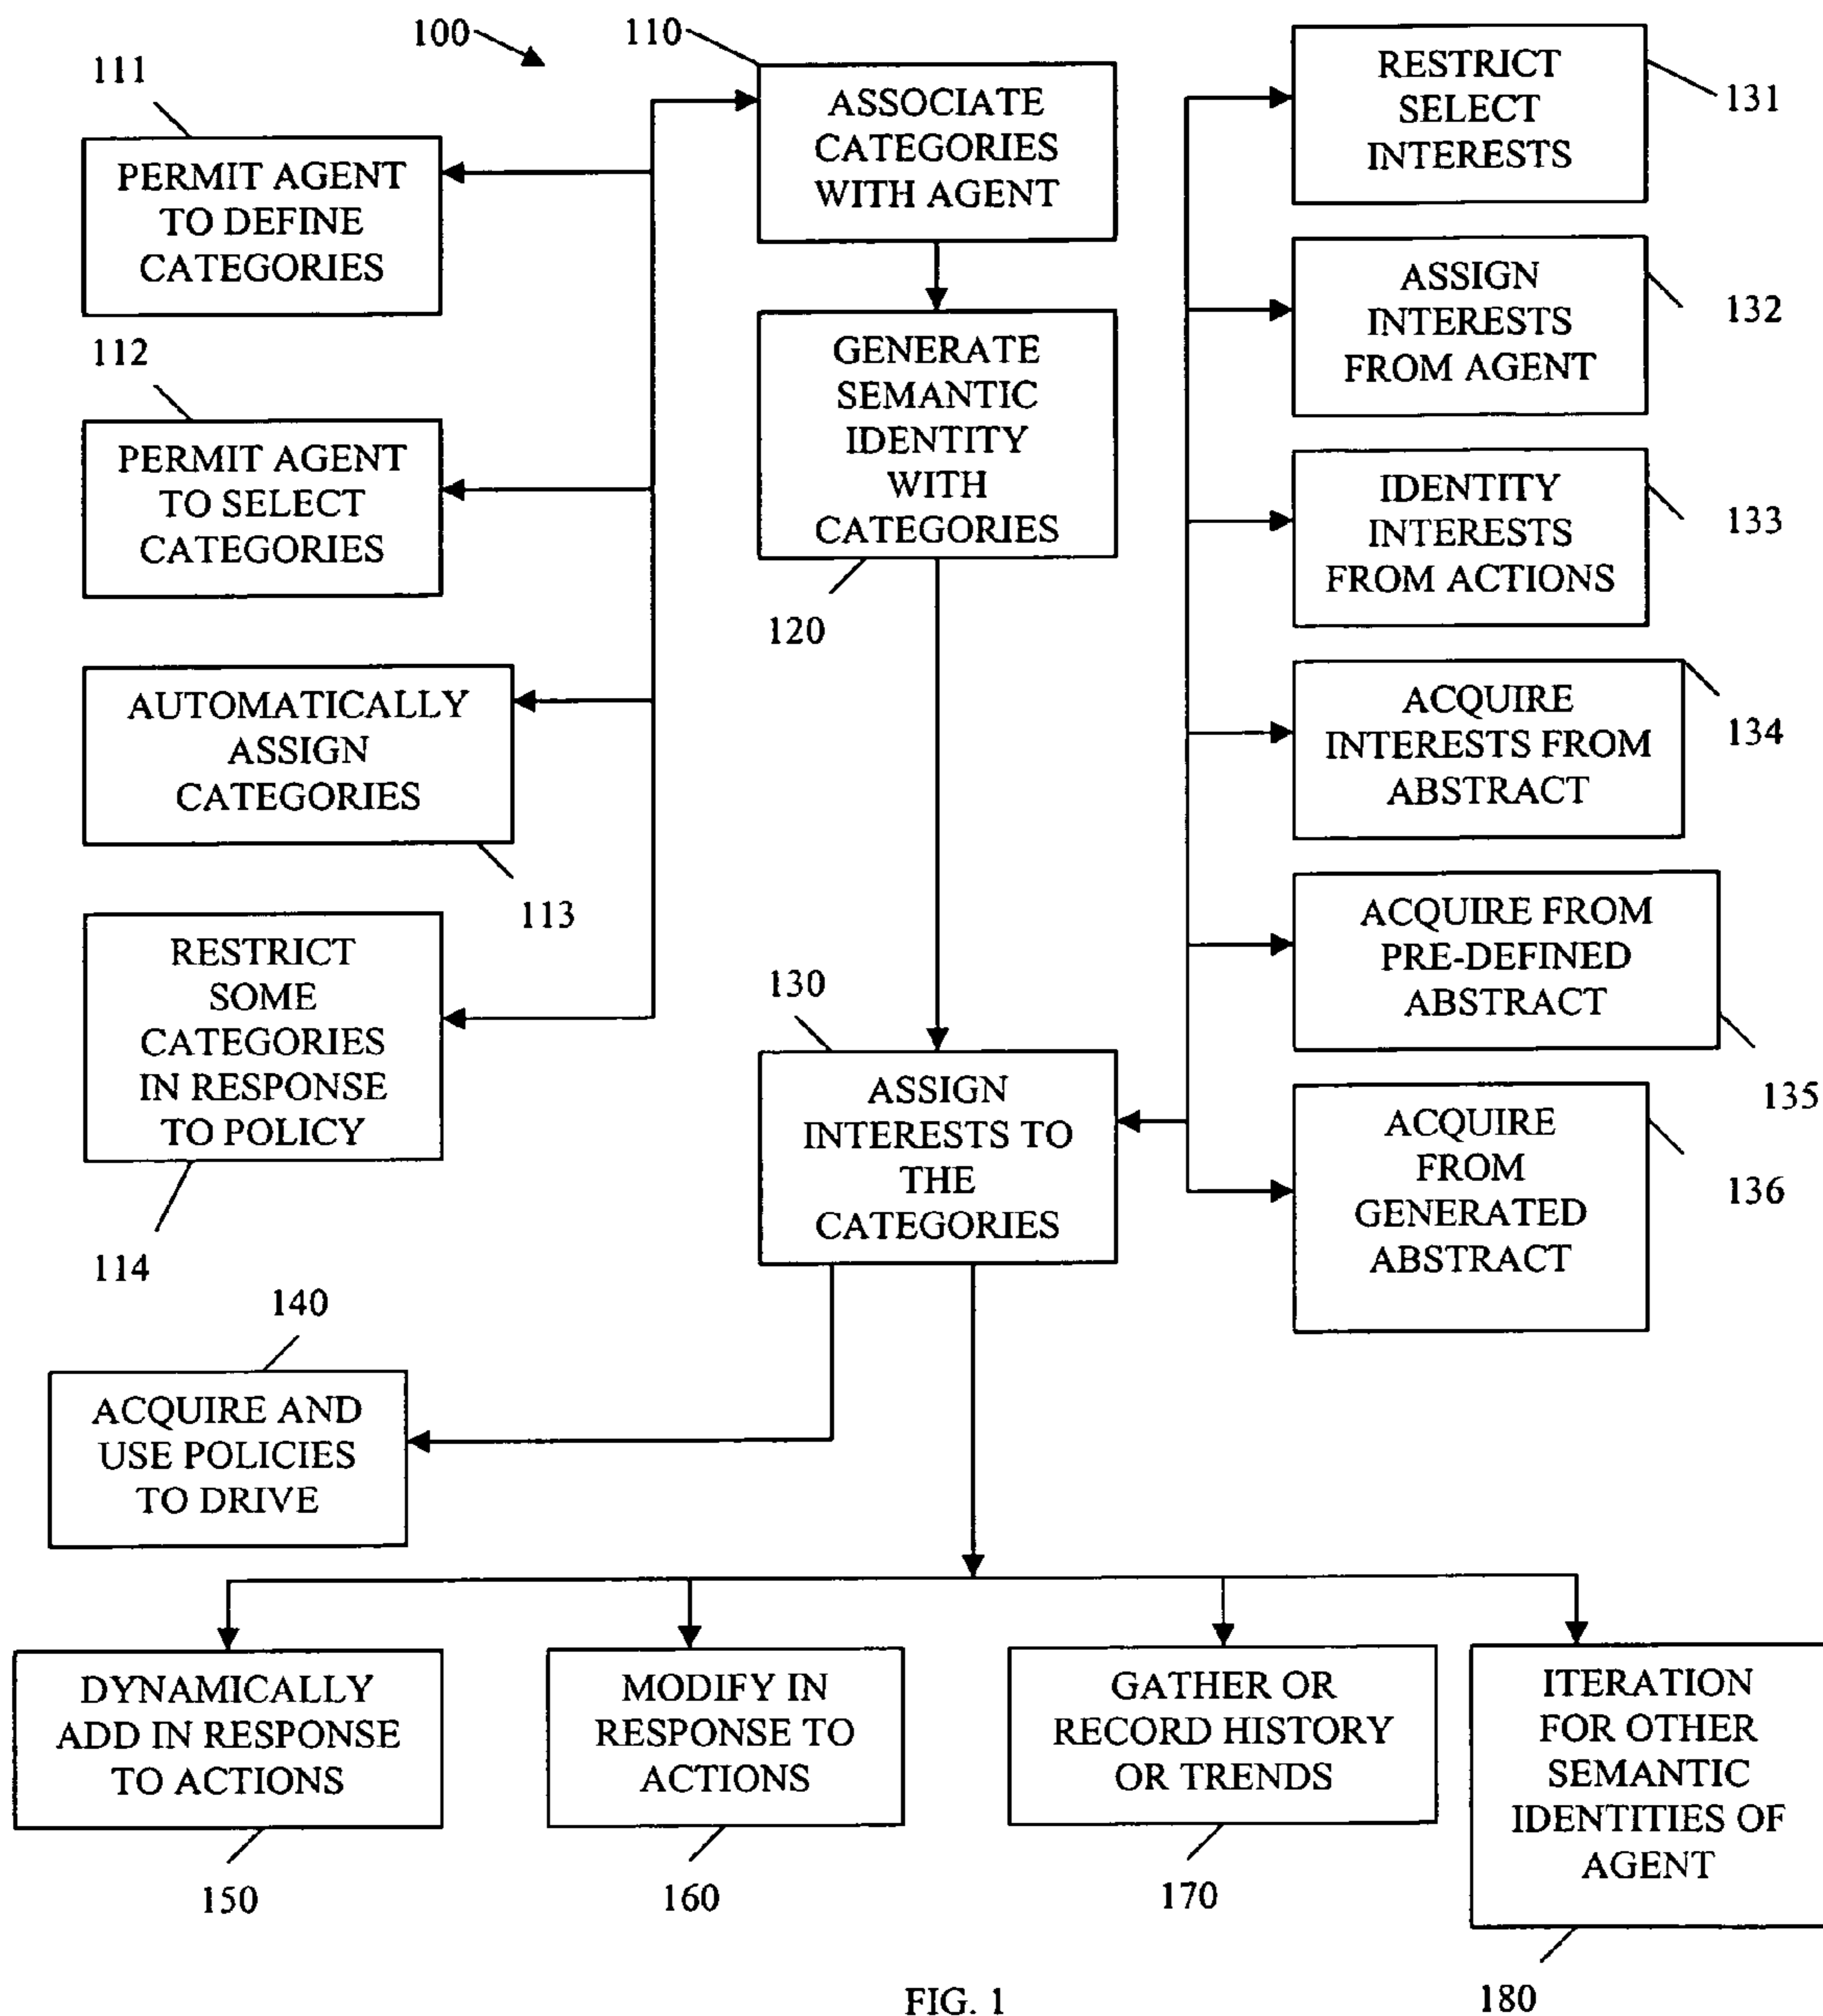 100
110
ASSOCIATE
CATEGORIES
WITH AGENT
111
PERMIT AGENT
TO DEFINE
CATEGORIES
112
PERMIT AGENT
TO SELECT
CATEGORIES
AUTOMATICALLY
ASSIGN
CATEGORIES
113
RESTRICT
SOME
CATEGORIES
IN RESPONSE
TO POLICY
114
GENERATE
SEMANTIC
IDENTITY
WITH
CATEGORIES
120
130
ASSIGN
INTERESTS TO
THE
CATEGORIES
RESTRICT
SELECT
INTERESTS
131
ASSIGN
INTERESTS
FROM AGENT
132
IDENTITY
INTERESTS
FROM ACTIONS
133
ACQUIRE
INTERESTS FROM
ABSTRACT
134
ACQUIRE FROM
PRE-DEFINED
ABSTRACT
135
ACQUIRE
FROM
GENERATED
ABSTRACT
136
140
ACQUIRE AND
USE POLICIES
TO DRIVE
DYNAMICALLY
ADD IN RESPONSE
TO ACTIONS
150
MODIFY IN
RESPONSE TO
ACTIONS
160
GATHER OR
RECORD HISTORY
OR TRENDS
170
ITERATION
FOR OTHER
SEMANTIC
IDENTITIES OF
AGENT
180
FIG. 1